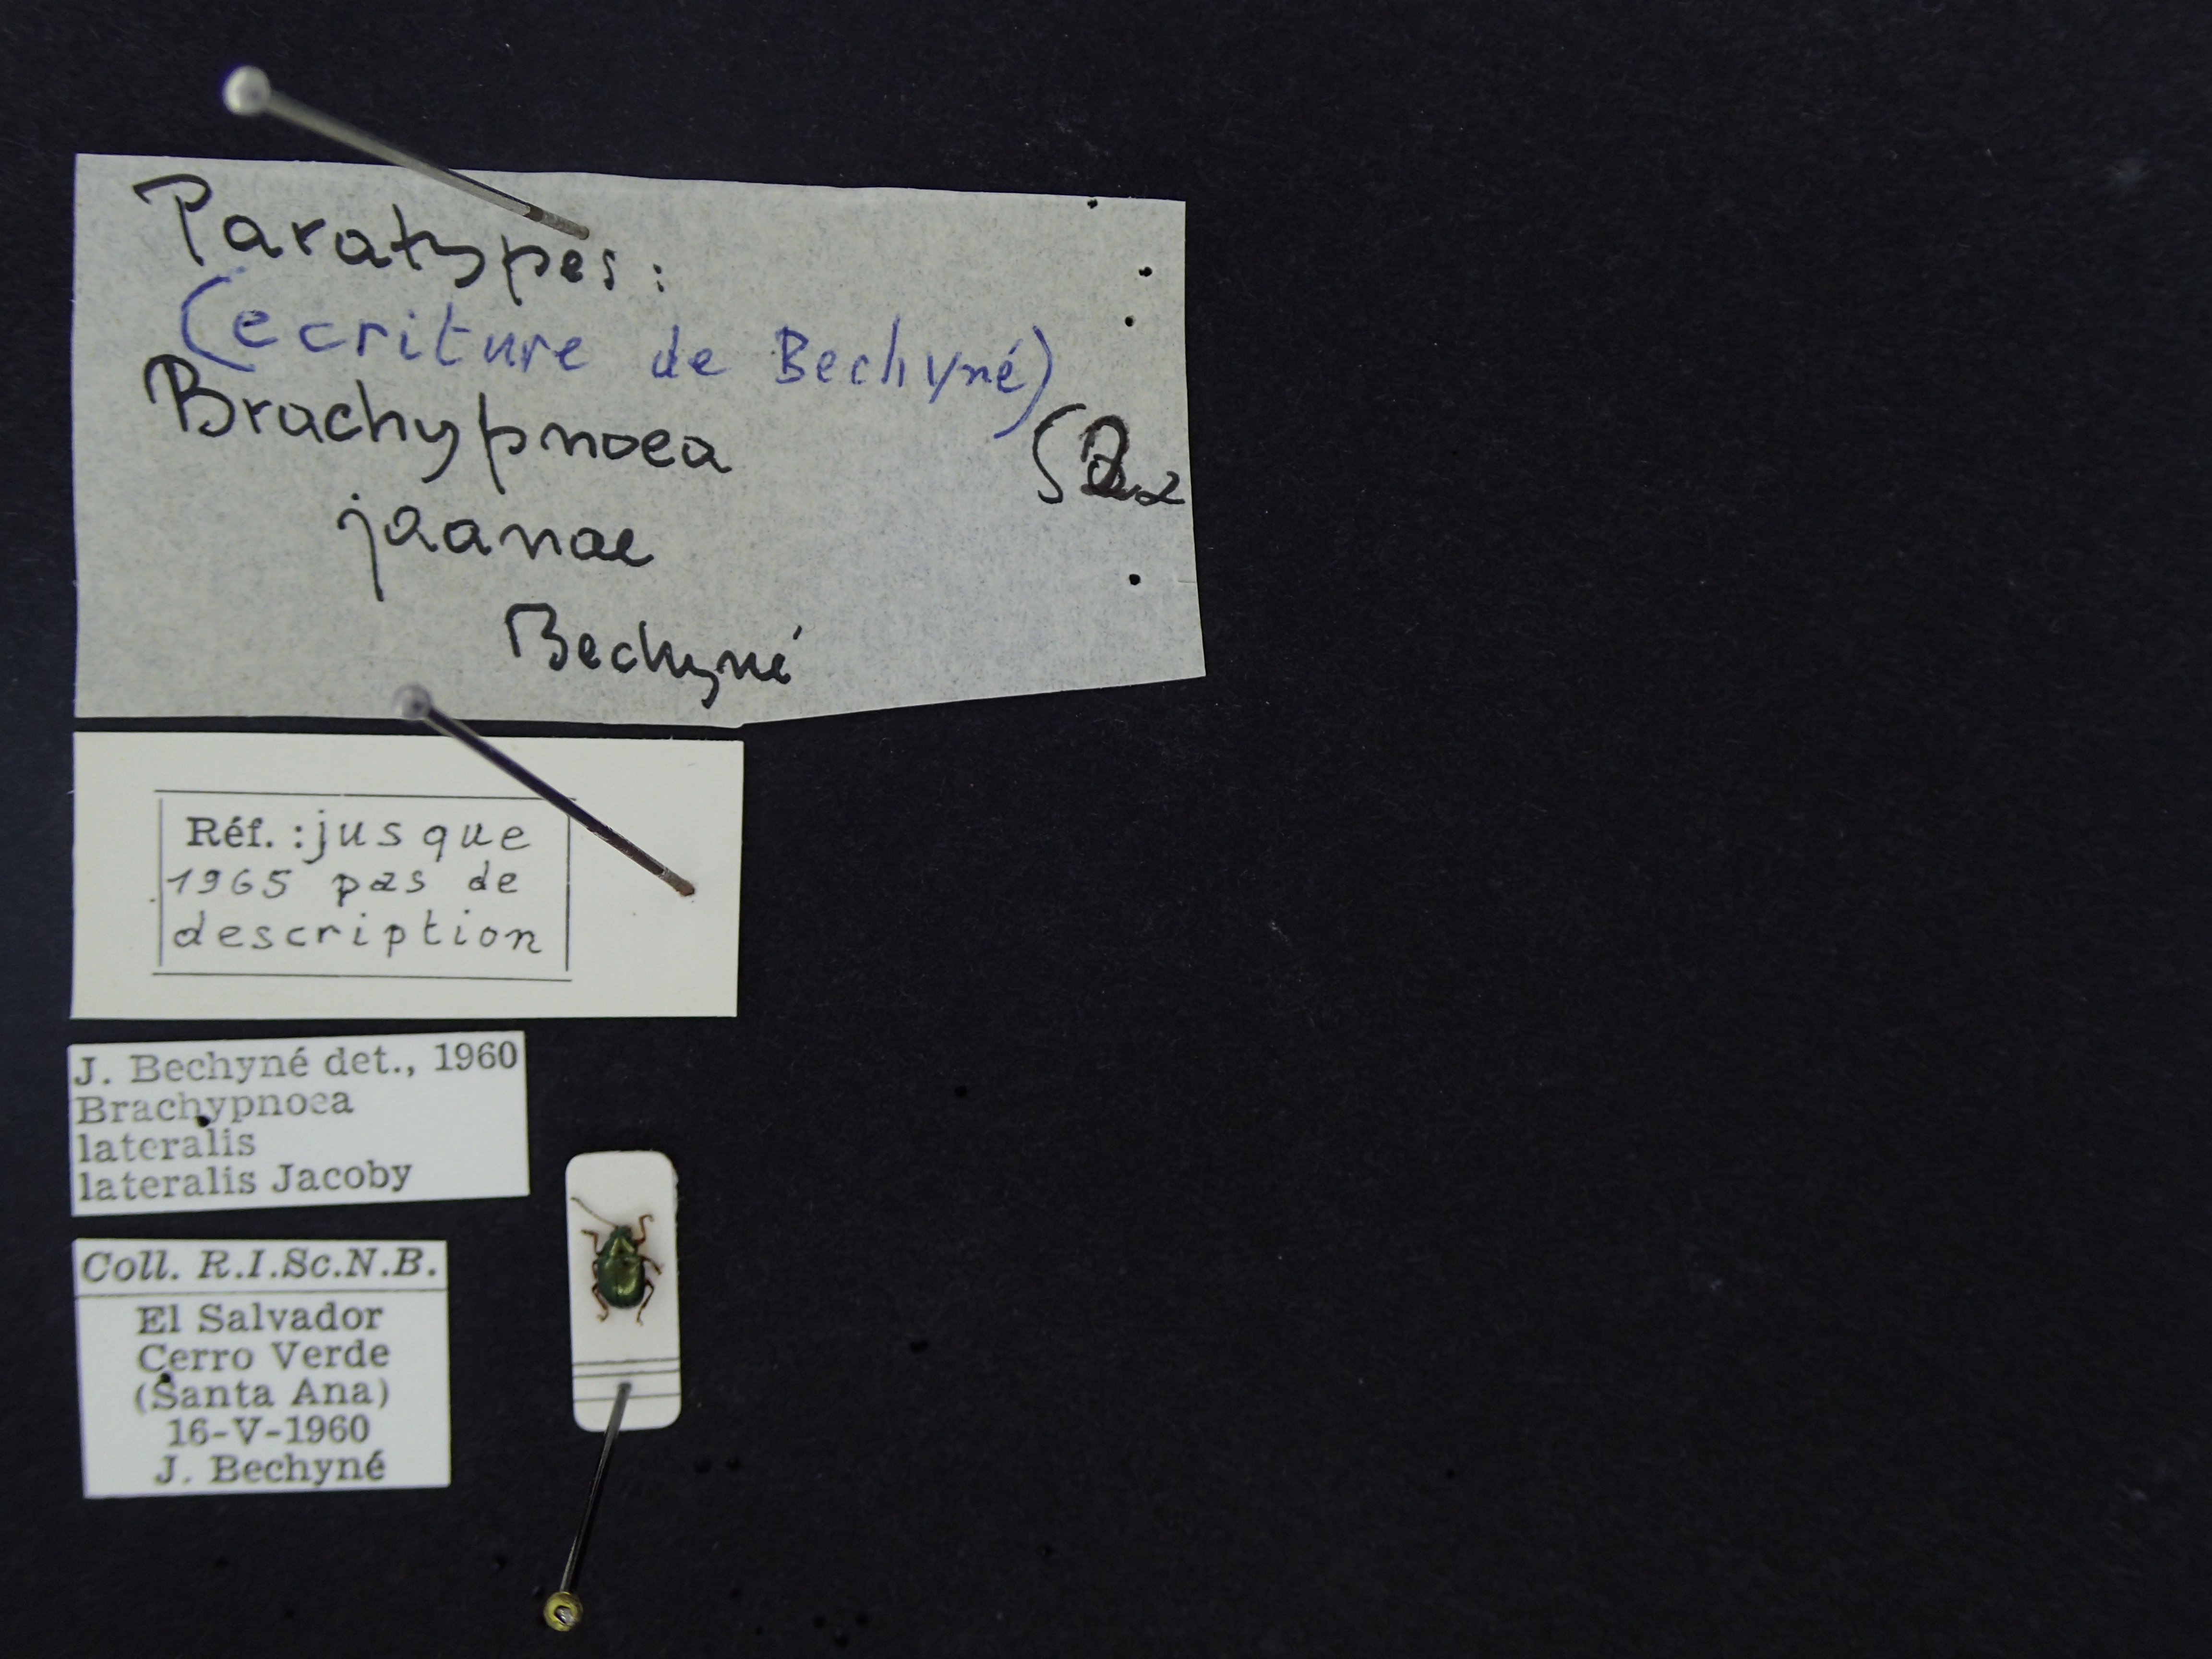 Paratypes:
(ecriture de Bechyné)
Brachypnoea
jaanae
Bechyné
Réf. : jusque
1965 pas de
description
J. Bechyné det., 1960
Brachypnoea
lateralis
lateralis Jacoby
Coll. R.I.Sc.N.B.
El Salvador
Cerro Verde
(Santa Ana)
16-V-1960
J. Bechyné